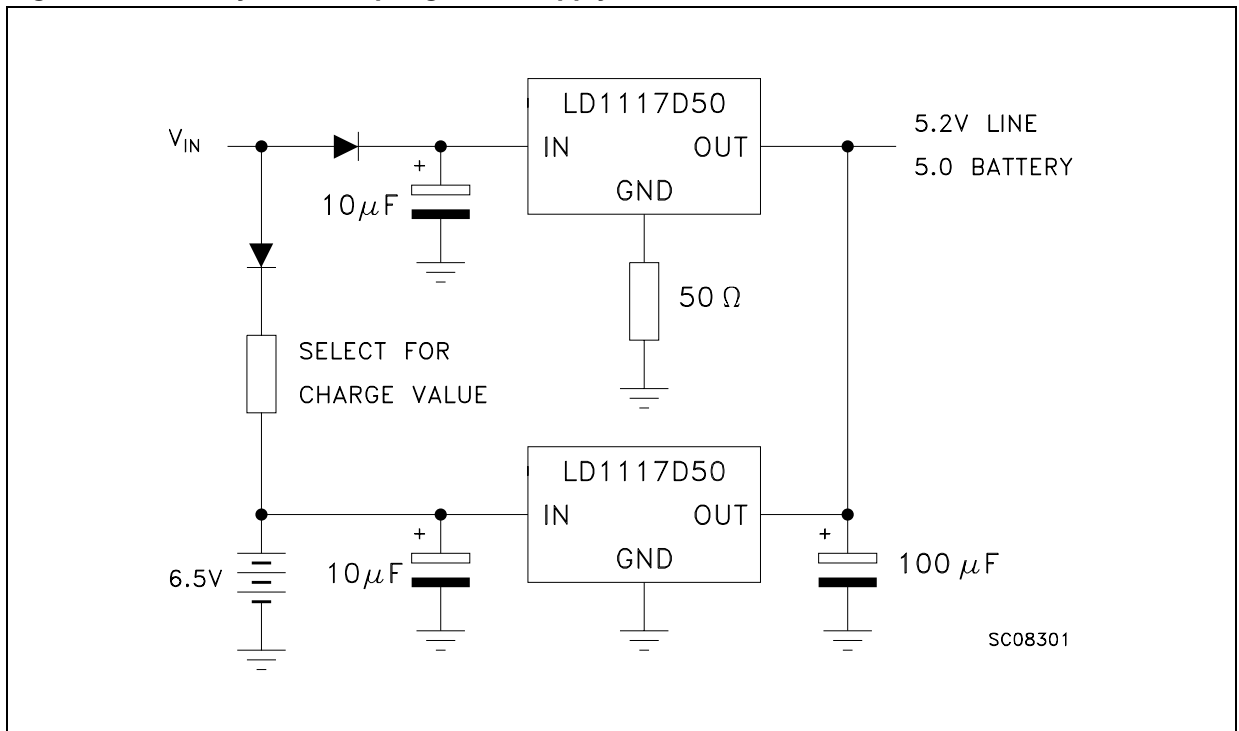 LD1117D50
V_IN
IN OUT
GND
+
10μF
5.2V LINE
5.0 BATTERY
50 Ω
SELECT FOR
CHARGE VALUE
LD1117D50
IN OUT
GND
+
10μF
6.5V
+
100 μF
SC08301